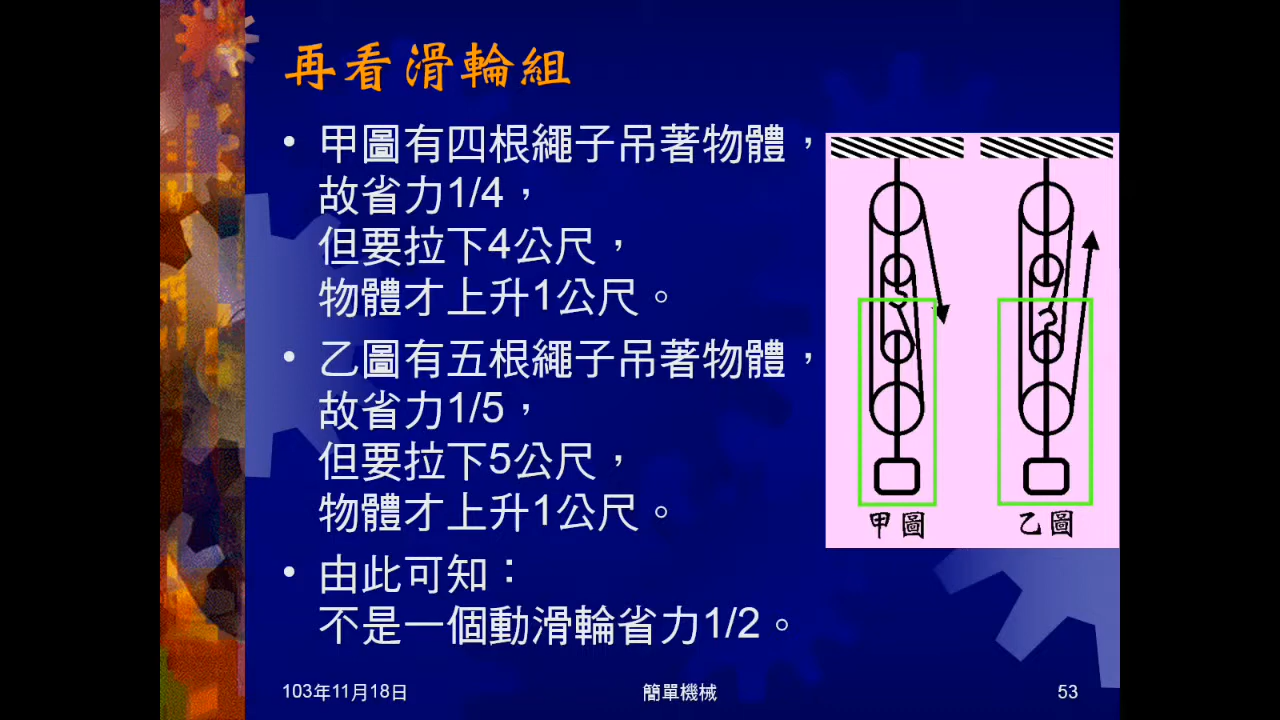 再看滑輪組
• 甲圖有四根繩子吊著物體，
故省力1/4，
但要拉下4公尺，
物體才上升1公尺。
• 乙圖有五根繩子吊著物體，
故省力1/5，
但要拉下5公尺，
物體才上升1公尺。
• 由此可知：
不是一個動滑輪省力1/2。
甲圖
乙圖
103年11月18日
簡單機械
53